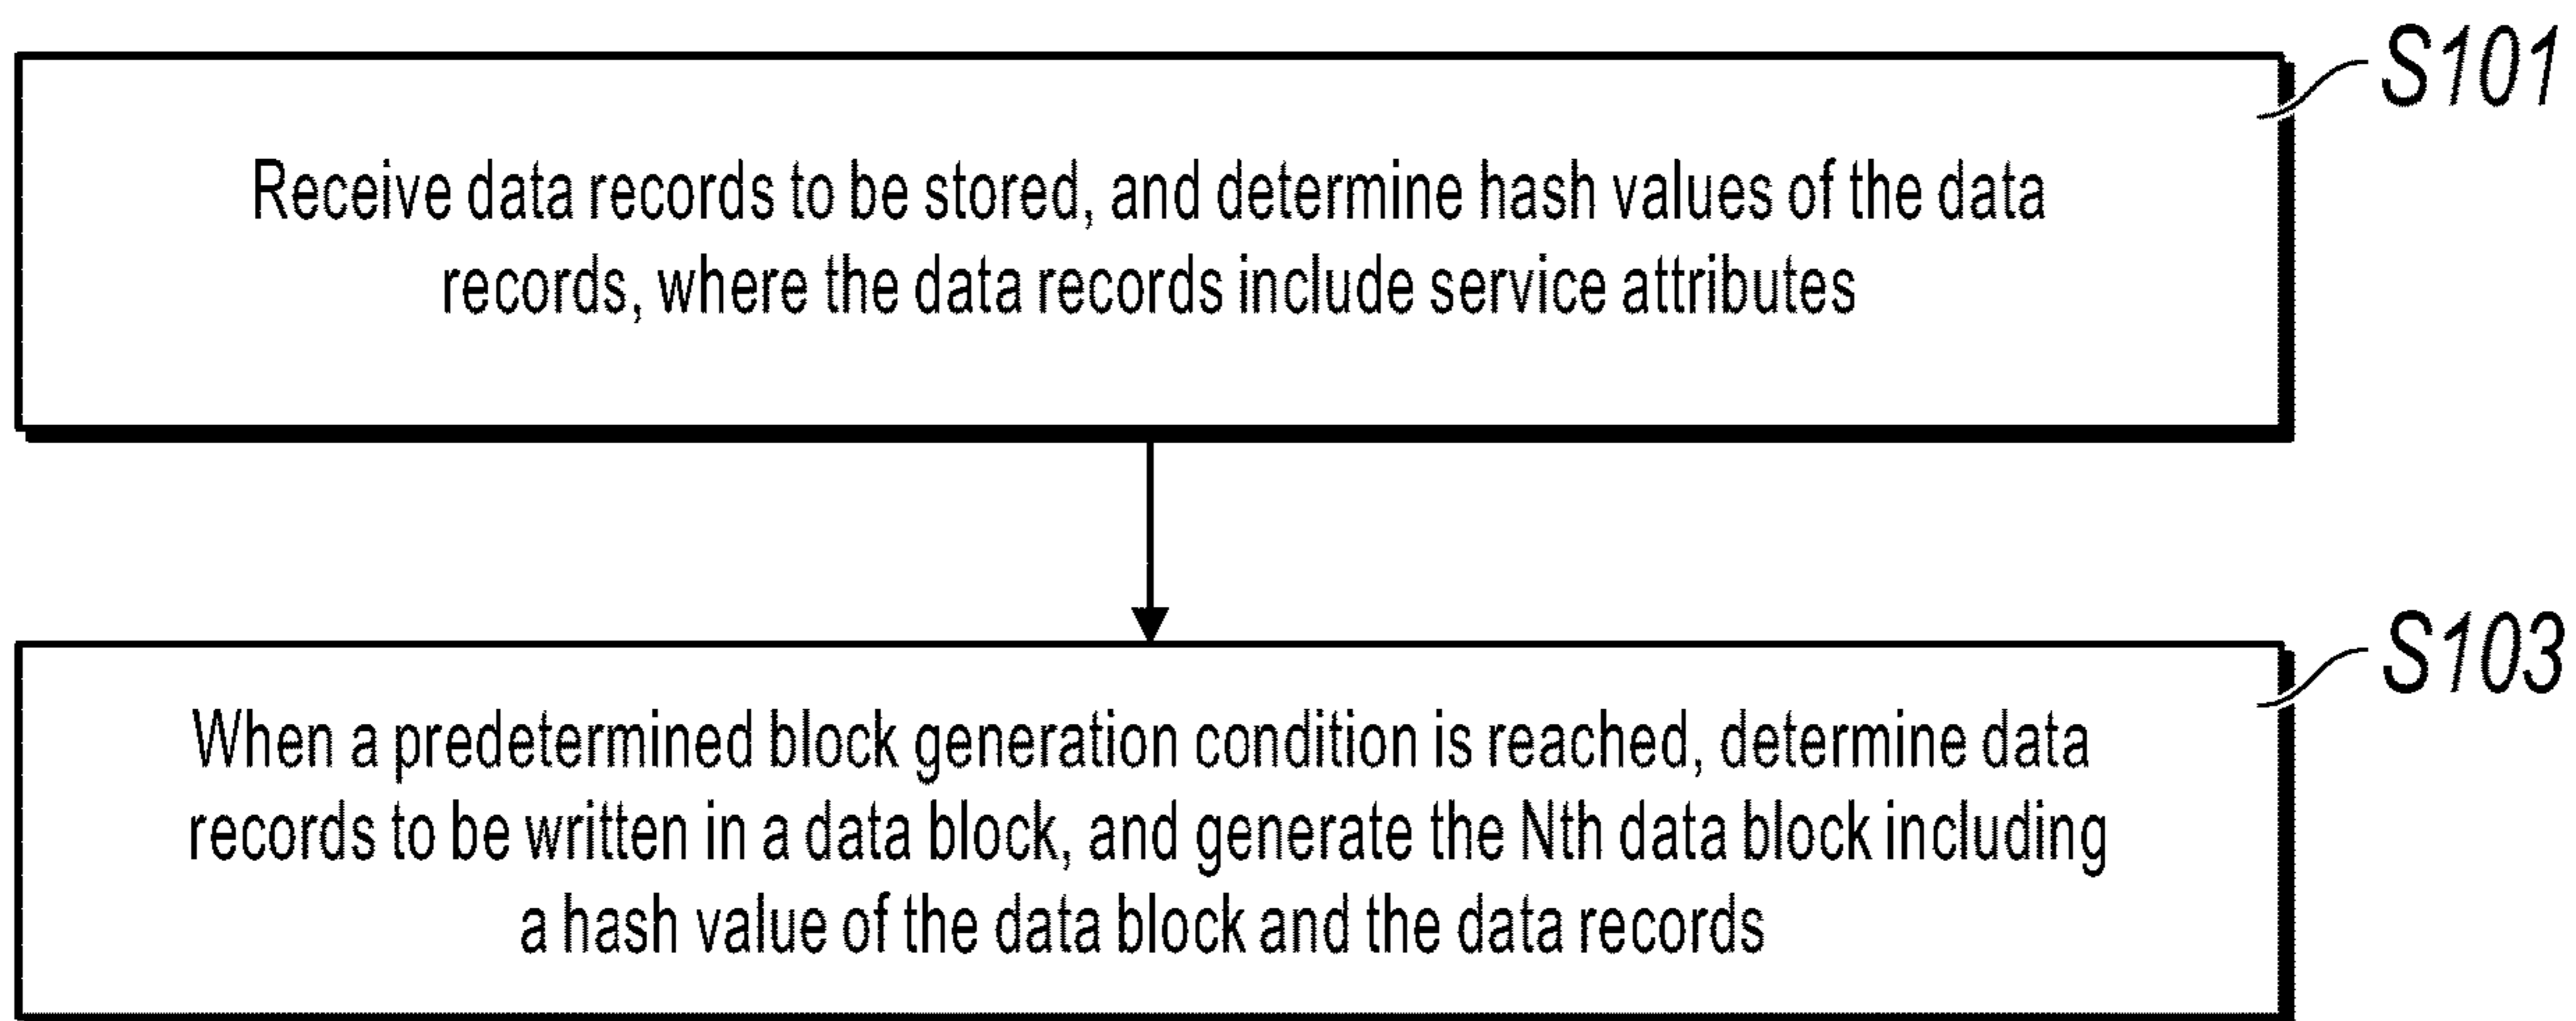 S101
Receive data records to be stored, and determine hash values of the data
records, where the data records include service attributes
S103
When a predetermined block generation condition is reached, determine data
records to be written in a data block, and generate the Nth data block including
a hash value of the data block and the data records